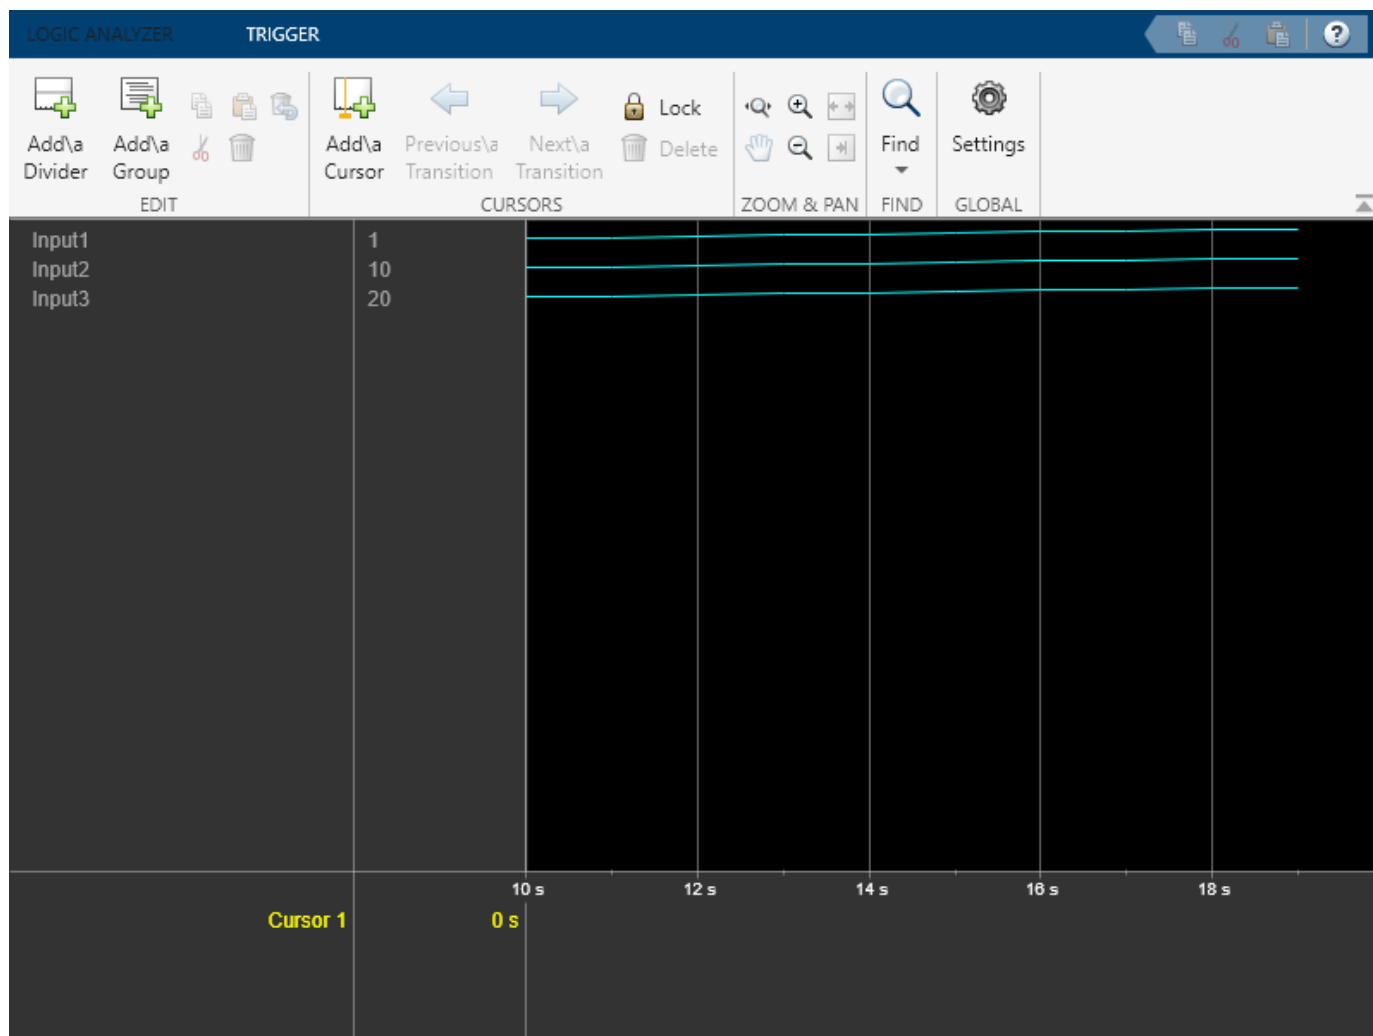 LOGIC ANALYZER TRIGGER
?
Add\a Divider
Add\a Group
Add\a Cursor
Previous\a Transition
Next\a Transition
Lock
Delete
Find
Settings
EDIT CURSORS ZOOM & PAN FIND GLOBAL
Input1 1
Input2 10
Input3 20
10 s 12 s 14 s 16 s 18 s
Cursor 1 0 s